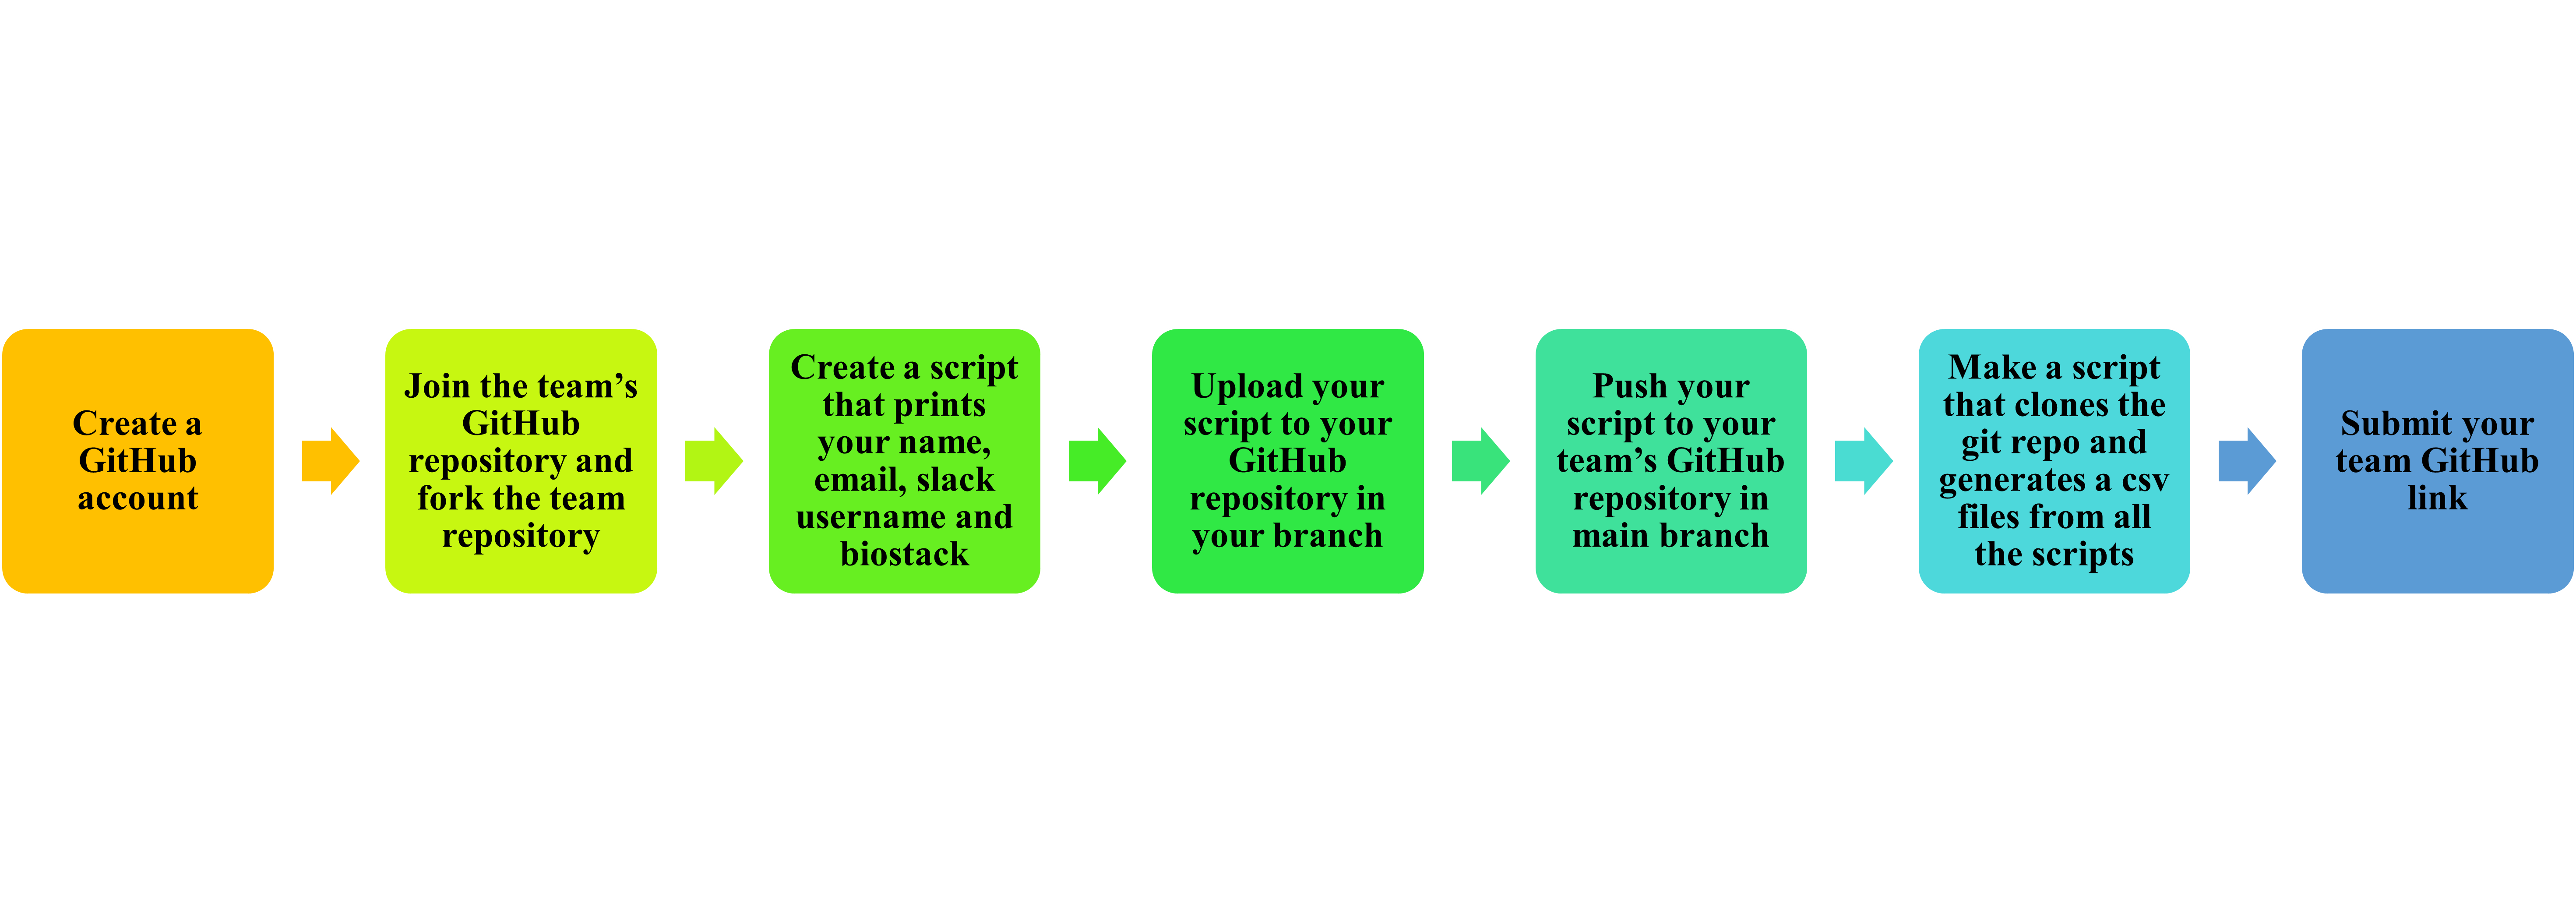 Create a
GitHub
account
Join the team’s
GitHub
repository and
fork the team
repository
Create a script
that prints
your name,
email, slack
username and
biostack
Upload your
script to your
GitHub
repository in
your branch
Push your
script to your
team’s GitHub
repository in
main branch
Make a script
that clones the
git repo and
generates a csv
files from all
the scripts
Submit your
team GitHub
link